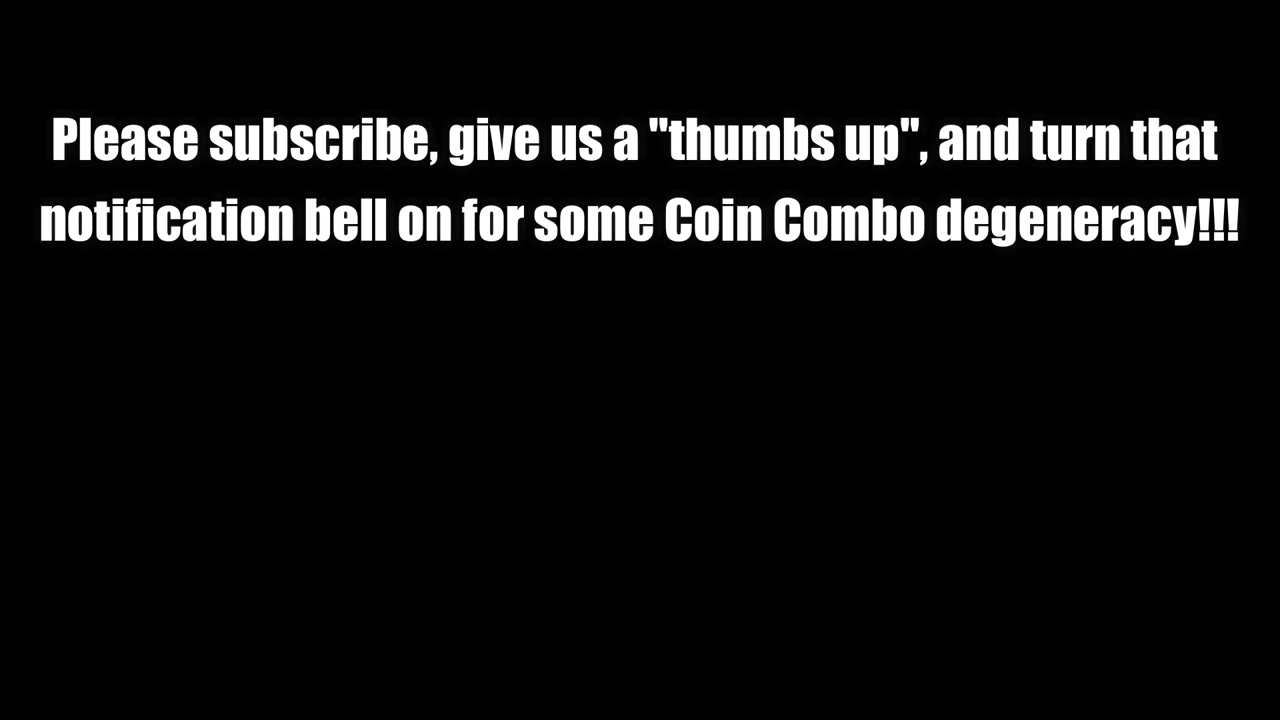 Please subscribe, give us a "thumbs up", and turn that
notification bell on for some Coin Combo degeneracy!!!